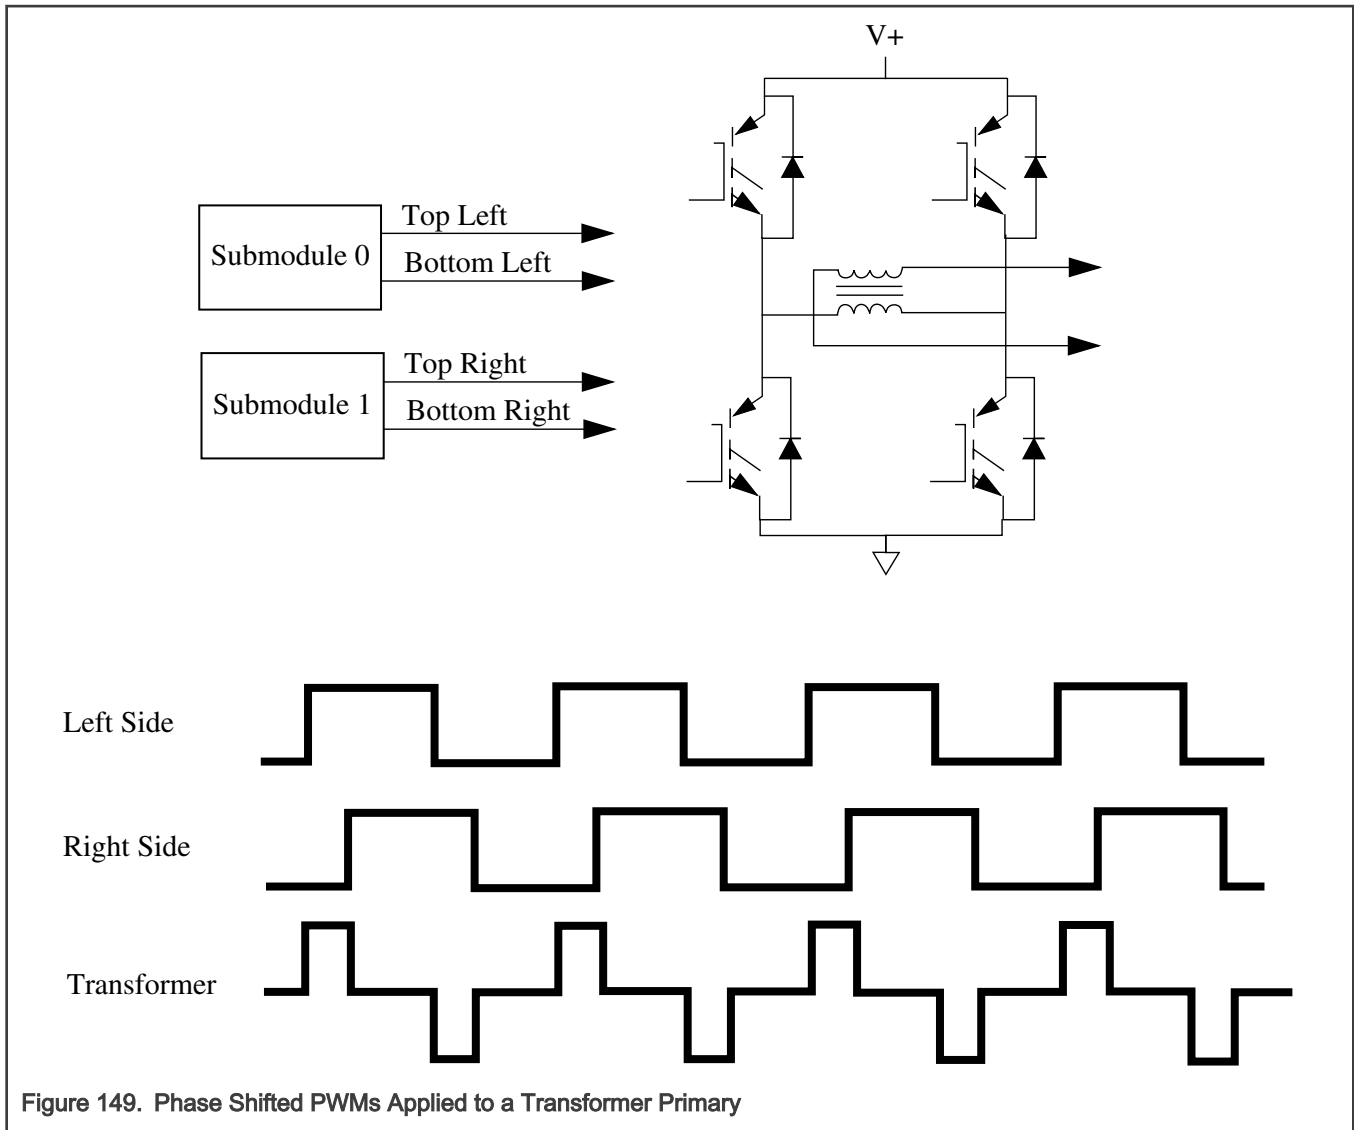 V+
Submodule 0
Top Left
Bottom Left
Submodule 1
Top Right
Bottom Right
Left Side
Right Side
Transformer
Figure 149. Phase Shifted PWMs Applied to a Transformer Primary